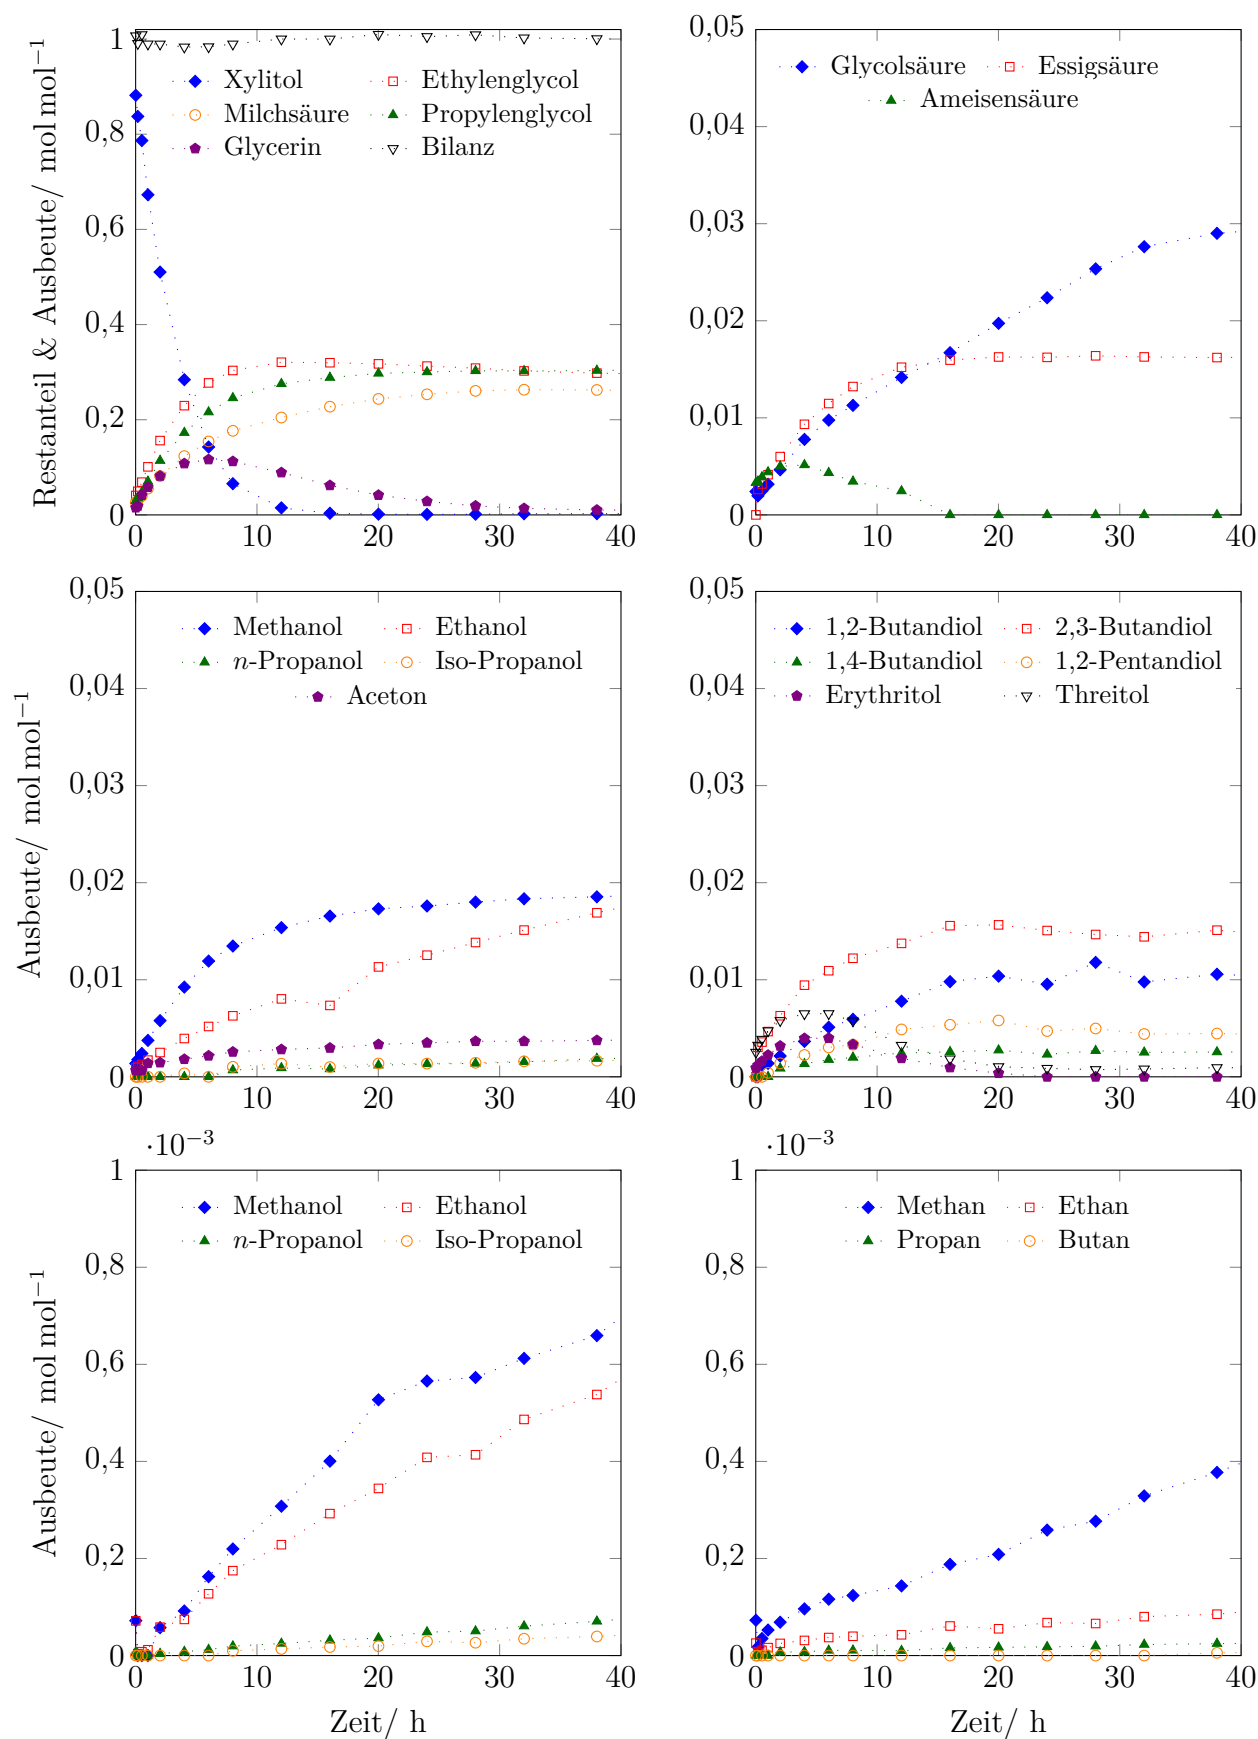 Restanteil & Ausbeute/ mol mol⁻¹
1
0,8
0,6
0,4
0,2
0
0 10 20 30 40
Xylitol Ethylenglycol
Milchsäure Propylenglycol
Glycerin Bilanz
0,05
0,04
0,03
0,02
0,01
0
0 10 20 30 40
Glycolsäure Essigsäure
Ameisensäure
Ausbeute/ mol mol⁻¹
0,05
0,04
0,03
0,02
0,01
0
0 10 20 30 40
Methanol Ethanol
n-Propanol Iso-Propanol
Aceton
0,05
0,04
0,03
0,02
0,01
0
0 10 20 30 40
1,2-Butandiol 2,3-Butandiol
1,4-Butandiol 1,2-Pentandiol
Erythritol Threitol
Ausbeute/ mol mol⁻¹
·10⁻³
1
0,8
0,6
0,4
0,2
0
0 10 20 30 40
Methanol Ethanol
n-Propanol Iso-Propanol
Zeit/ h
·10⁻³
1
0,8
0,6
0,4
0,2
0
0 10 20 30 40
Methan Ethan
Propan Butan
Zeit/ h